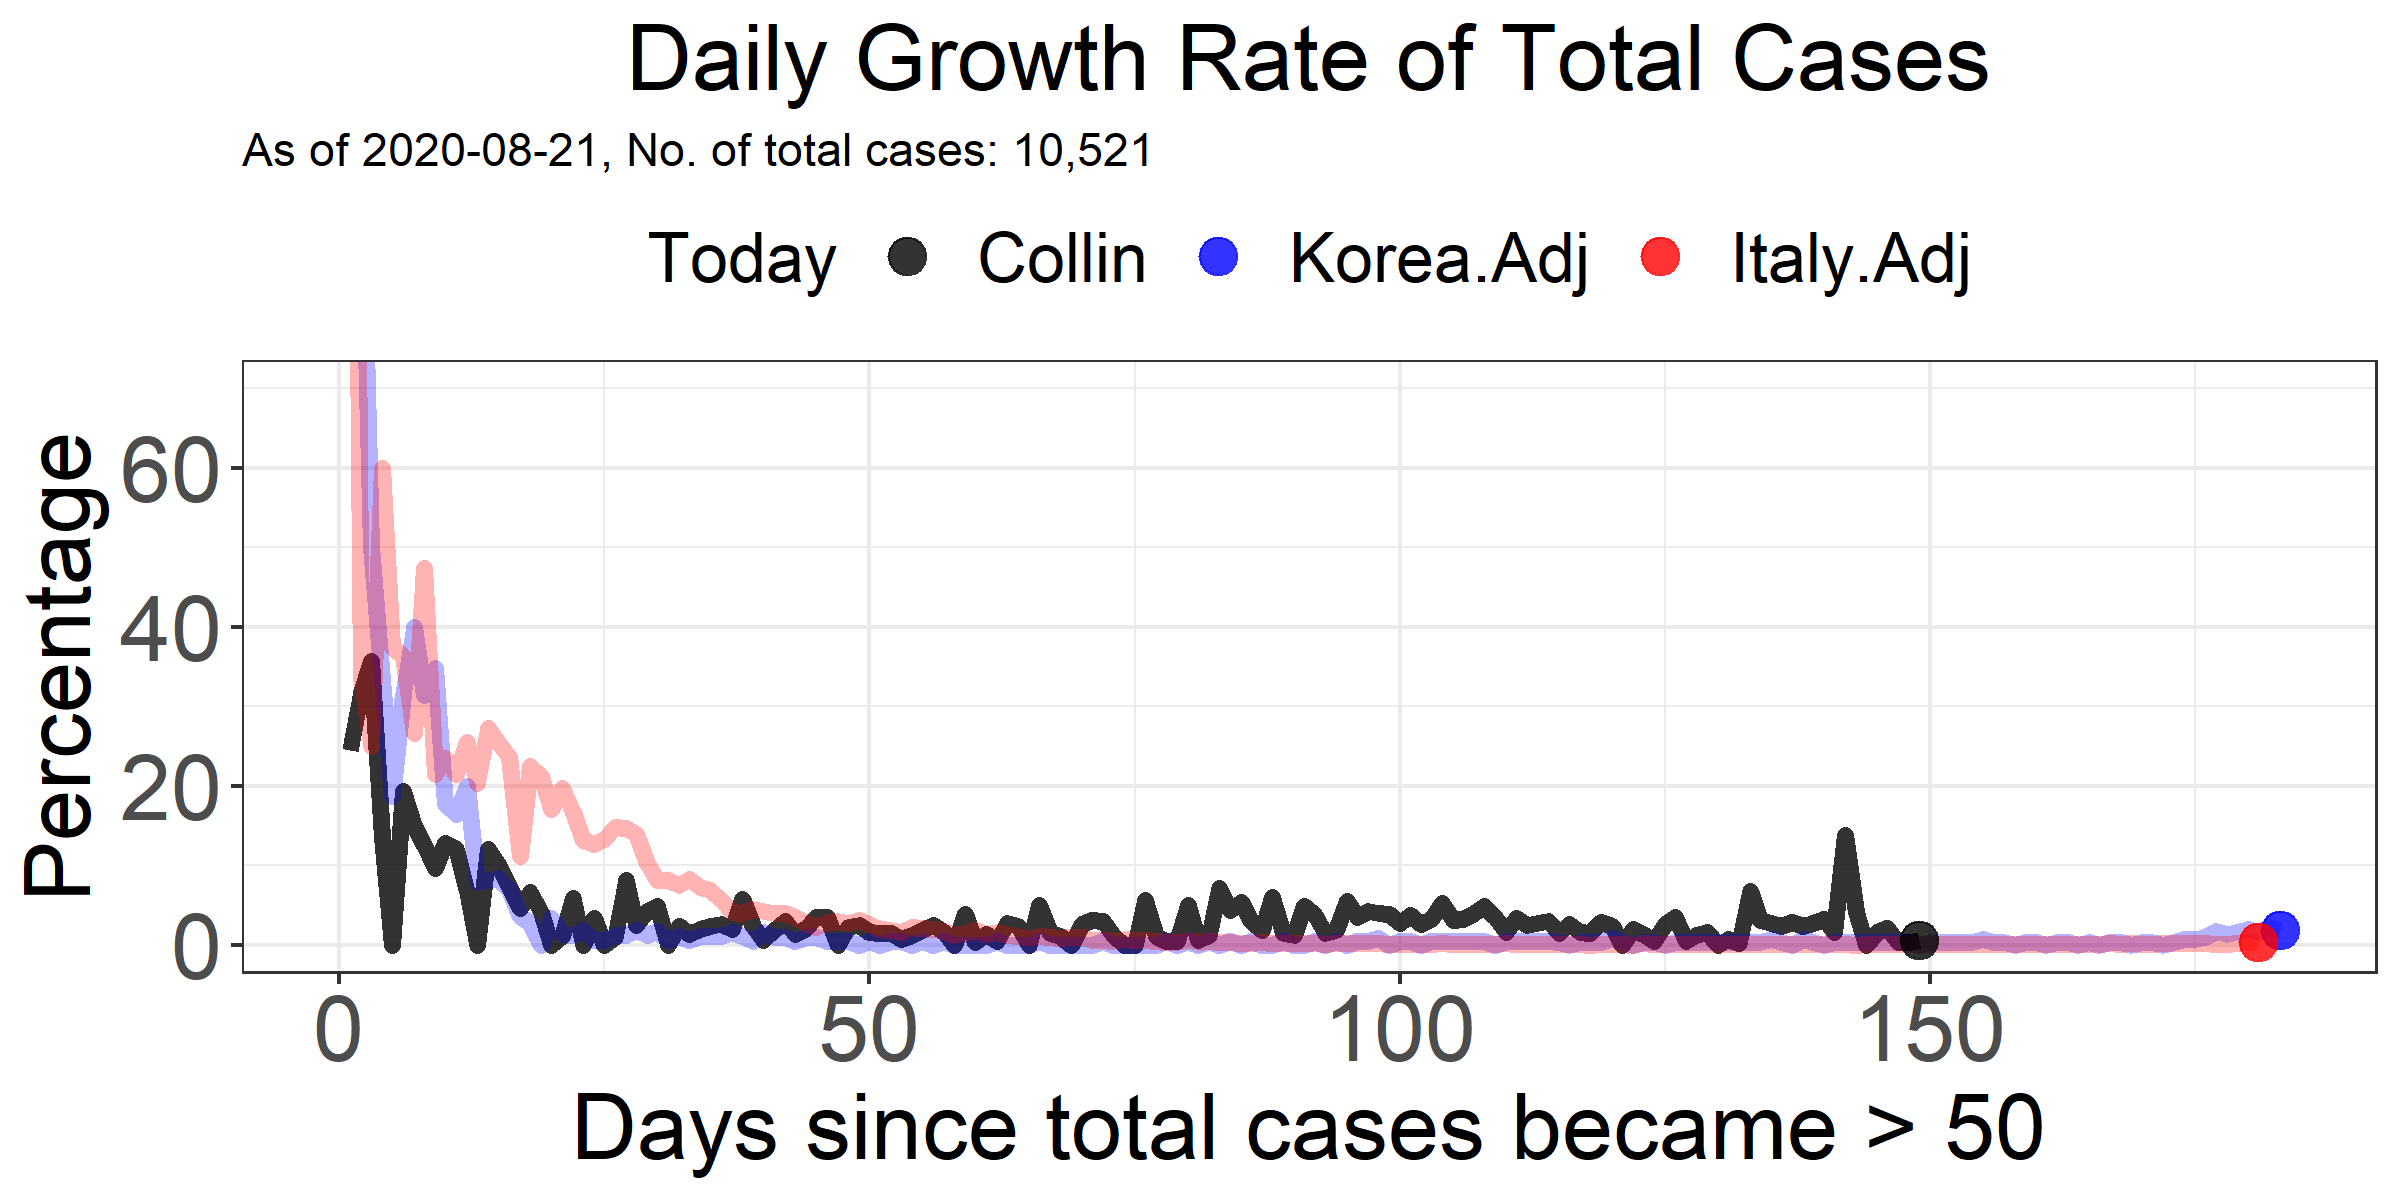 Daily Growth Rate of Total Cases
As of 2020-08-21, No. of total cases: 10,521
Today Collin Korea.Adj Italy.Adj
Percentage
60
40
20
0
0 50 100 150
Days since total cases became > 50